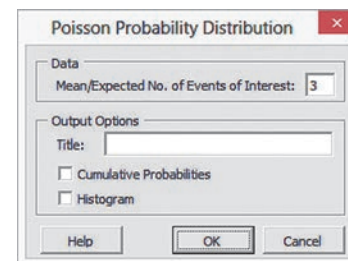 Poisson Probability Distribution
Data
Mean/Expected No. of Events of Interest: 3
Output Options
Title:
Cumulative Probabilities
Histogram
Help OK Cancel